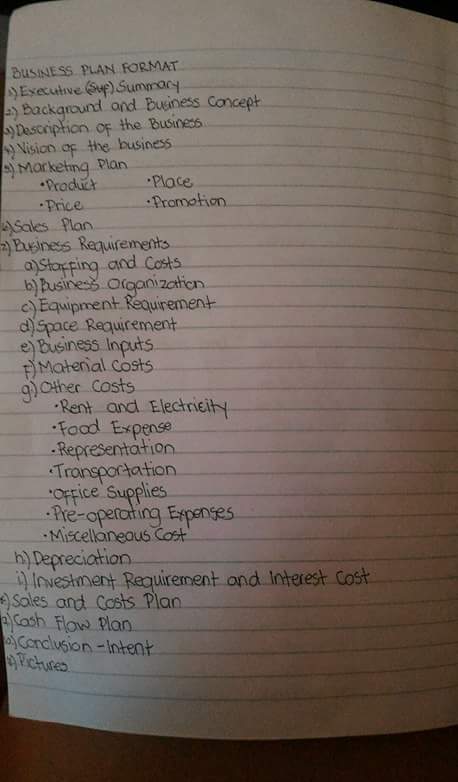 BUSINESS PLAN FORMAT
1) Executive (Sup) Summary
2) Background and Business Concept
3) Description of the Business
4) Vision of the business
5) Marketing Plan
•Product •Place
•Price •Promotion
6) Sales Plan
7) Business Requirements
a) Staffing and Costs
b) Business Organization
c) Equipment Requirement
d) Space Requirement
e) Business Inputs
f) Material Costs
g) Other Costs
•Rent and Electricity
•Food Expense
•Representation
•Transportation
•Office Supplies
•Pre-operating Expenses
•Miscellaneous Cost
h) Depreciation
i) Investment Requirement and Interest Cost
Sales and Costs Plan
Cash Flow Plan
Conclusion - Intent
Pictures